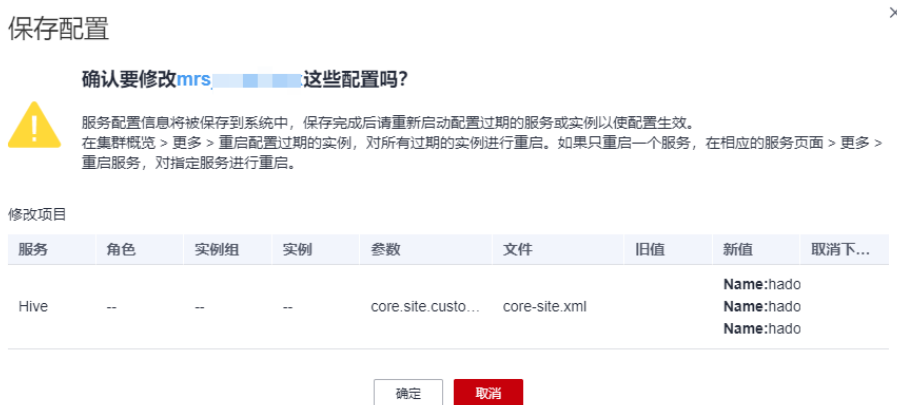 保存配置
确认要修改mrs 这些配置吗?
服务配置信息将被保存到系统中，保存完成后请重新启动配置过期的服务或实例以使配置生效。
在集群概览 > 更多 > 重启配置过期的实例，对所有过期的实例进行重启。如果只重启一个服务，在相应的服务页面 > 更多 >
重启服务，对指定服务进行重启。
修改项目
服务 角色 实例组 实例 参数 文件 旧值 新值 取消下...
Name:hado
Hive -- -- -- core.site.custo... core-site.xml Name:hado
Name:hado
确定 取消